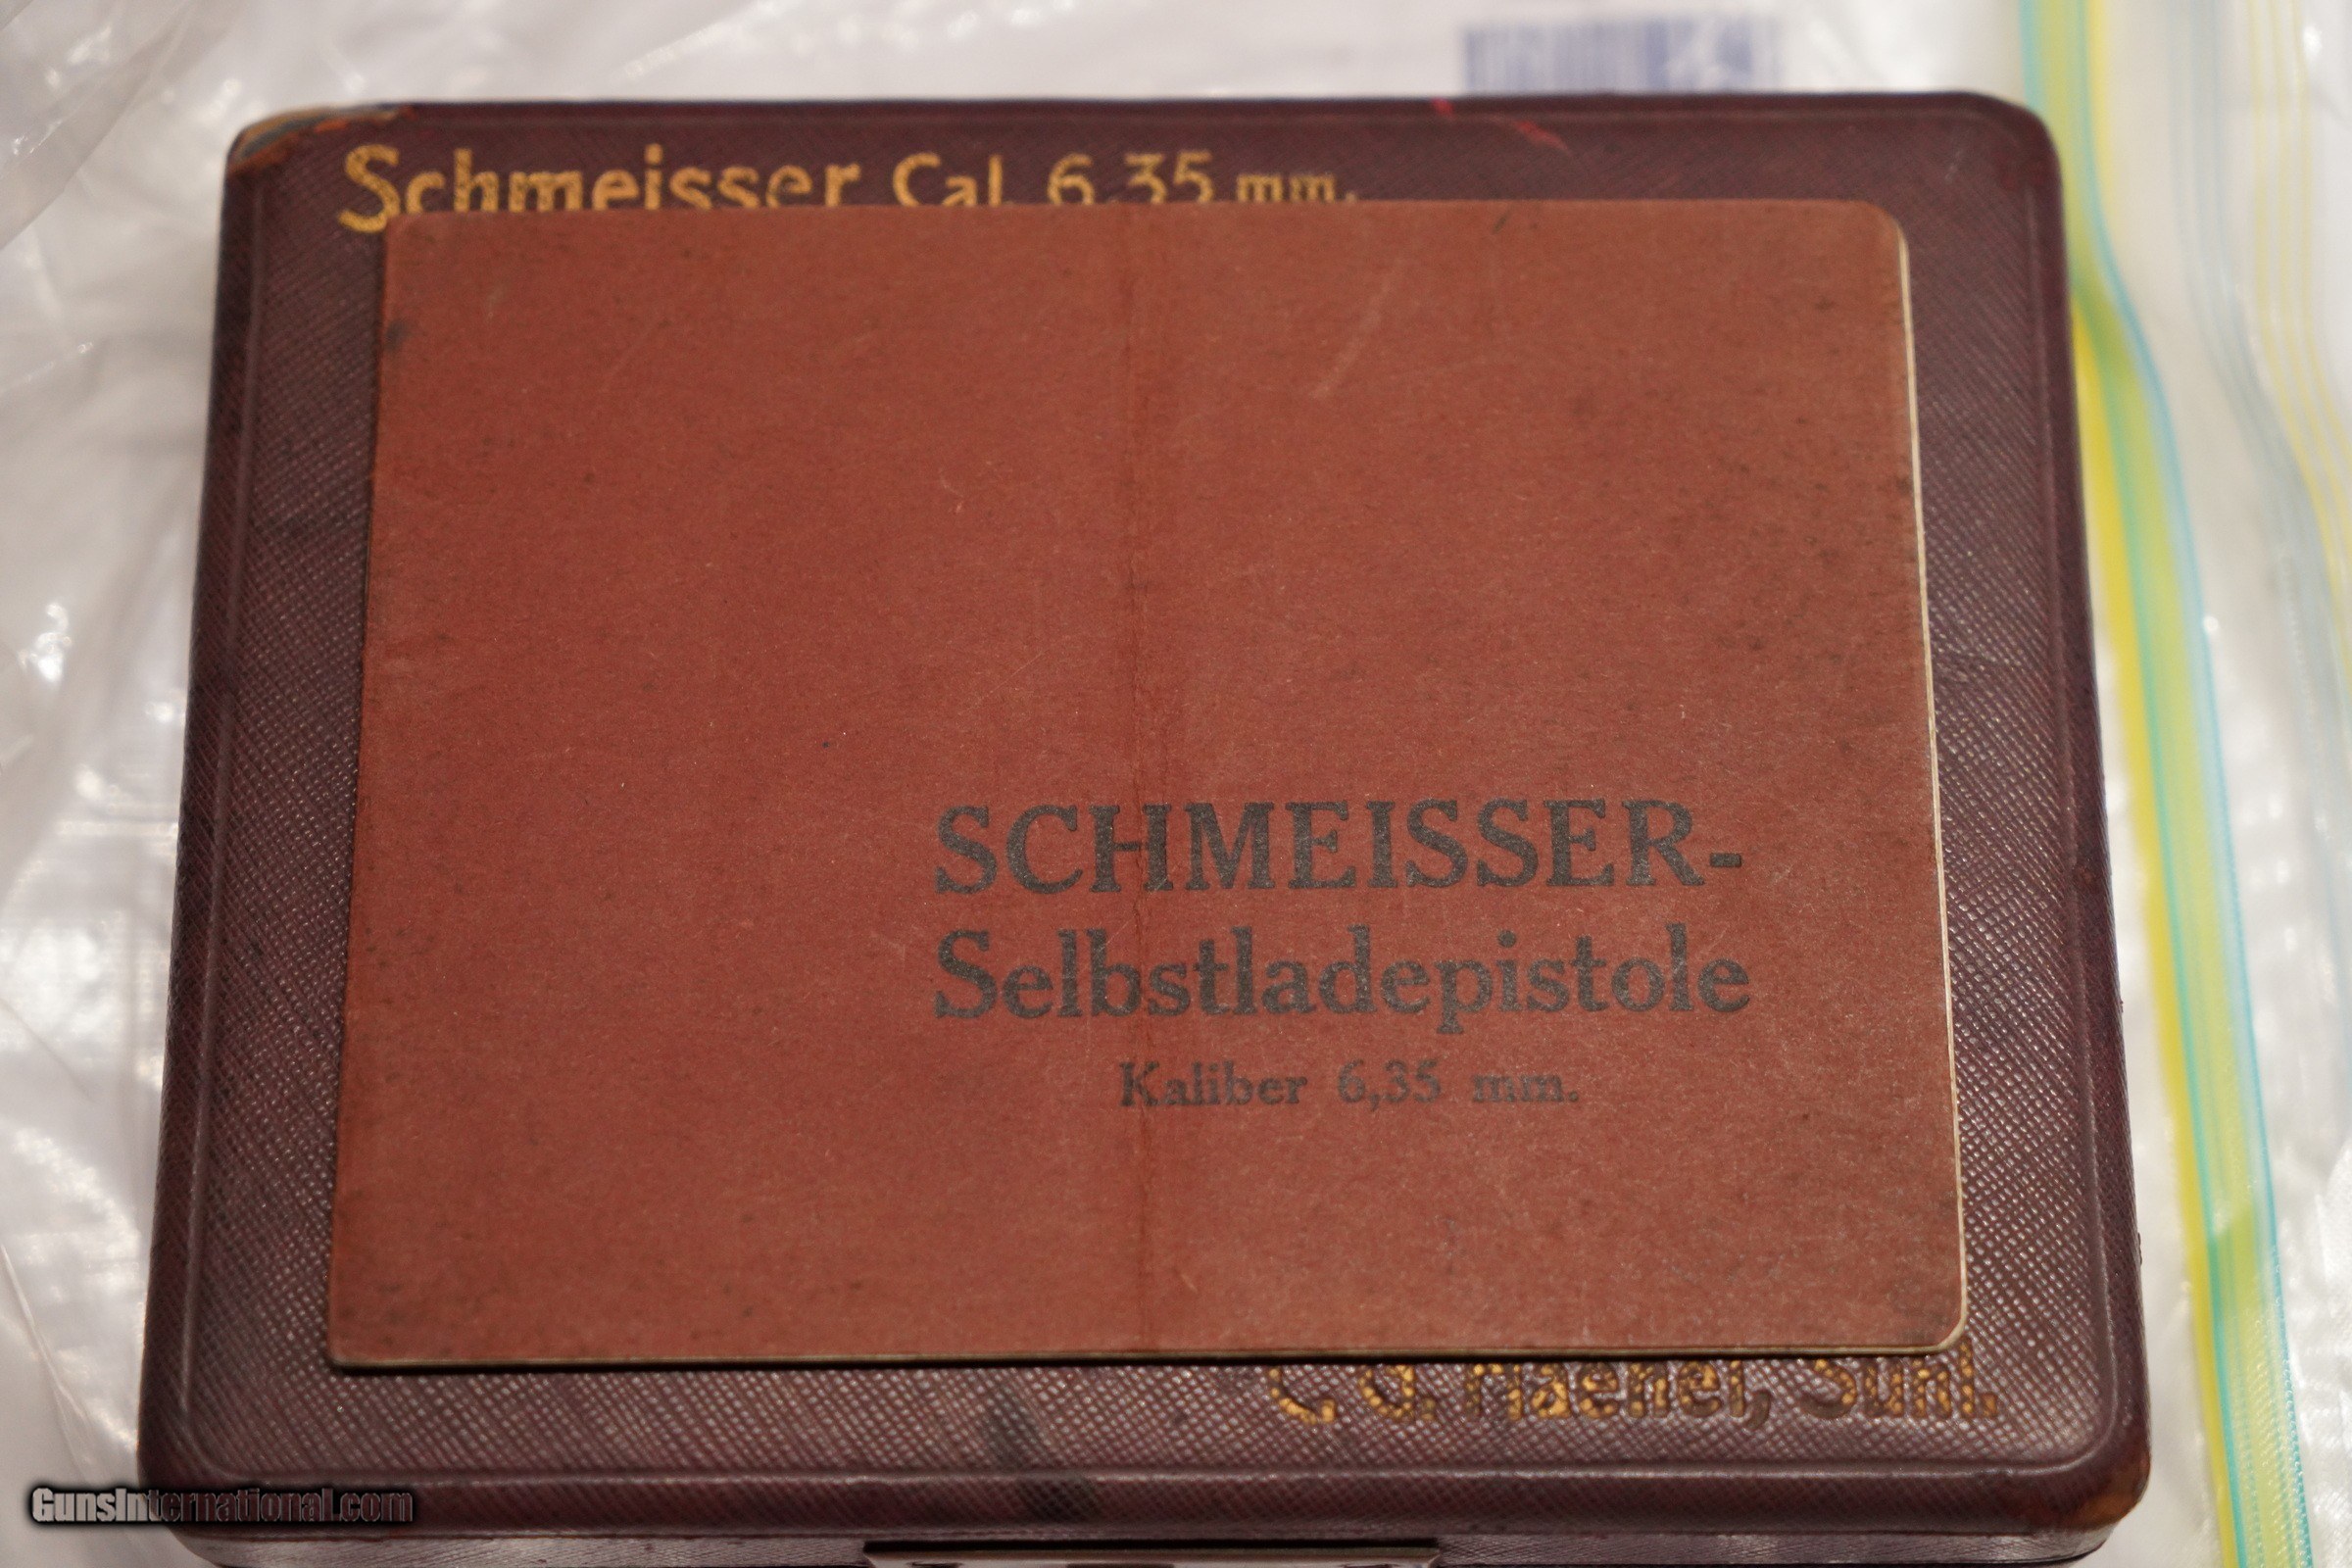 Schmeisser Cal. 6.35 mm.
SCHMEISSER-
Selbstladepistole
Kaliber 6,35 mm.
C. G. Haenel, Suhl.
GunsInternational.com